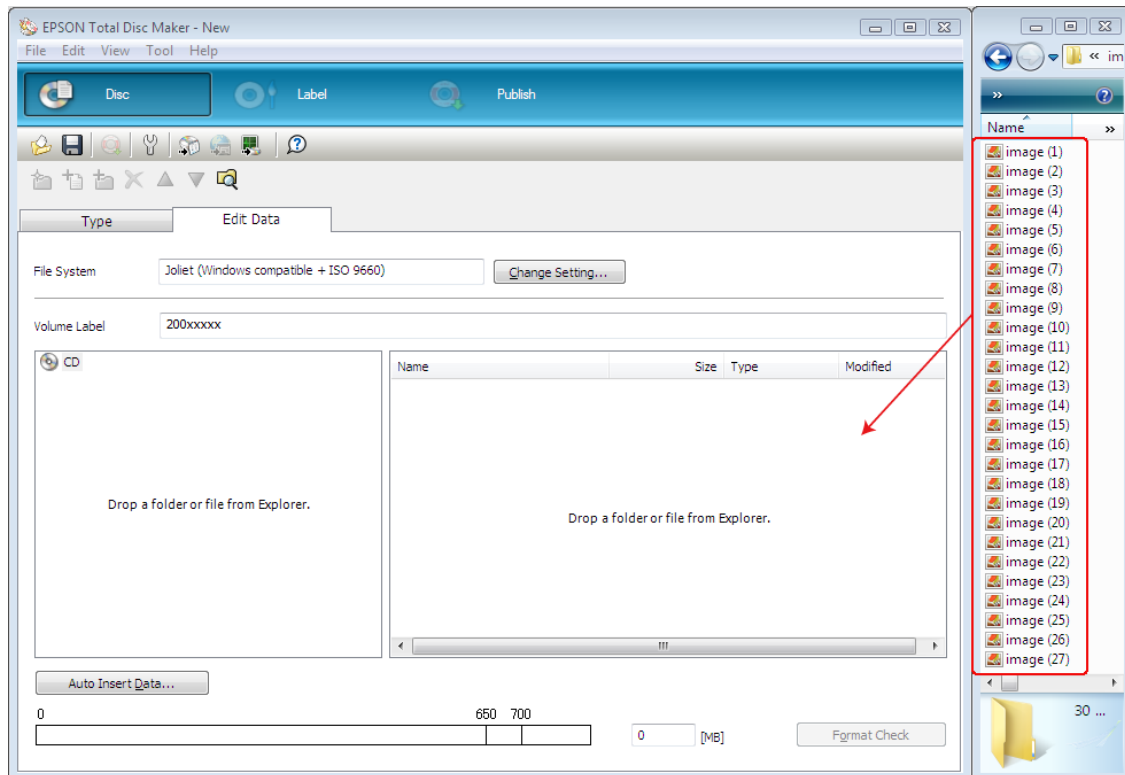 EPSON Total Disc Maker - New
File Edit View Tool Help
Disc
Label
Publish
Type
Edit Data
File System
Joliet (Windows compatible + ISO 9660)
Change Setting...
Volume Label
200xxxxx
CD
Drop a folder or file from Explorer.
Name Size Type Modified
Drop a folder or file from Explorer.
Auto Insert Data...
0 650 700
0 [MB]
Format Check
« im
»
Name »
image (1)
image (2)
image (3)
image (4)
image (5)
image (6)
image (7)
image (8)
image (9)
image (10)
image (11)
image (12)
image (13)
image (14)
image (15)
image (16)
image (17)
image (18)
image (19)
image (20)
image (21)
image (22)
image (23)
image (24)
image (25)
image (26)
image (27)
30 ...